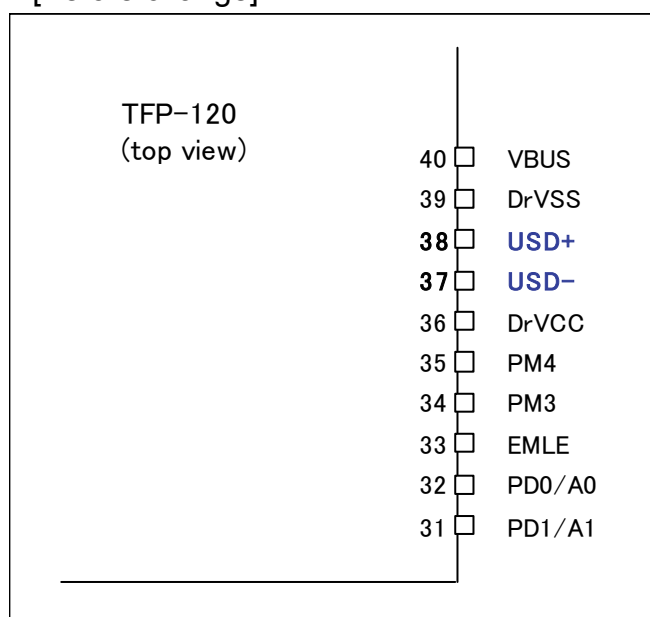 TFP-120
(top view)
40 VBUS
39 DrVSS
38 USD+
37 USD-
36 DrVCC
35 PM4
34 PM3
33 EMLE
32 PD0/A0
31 PD1/A1